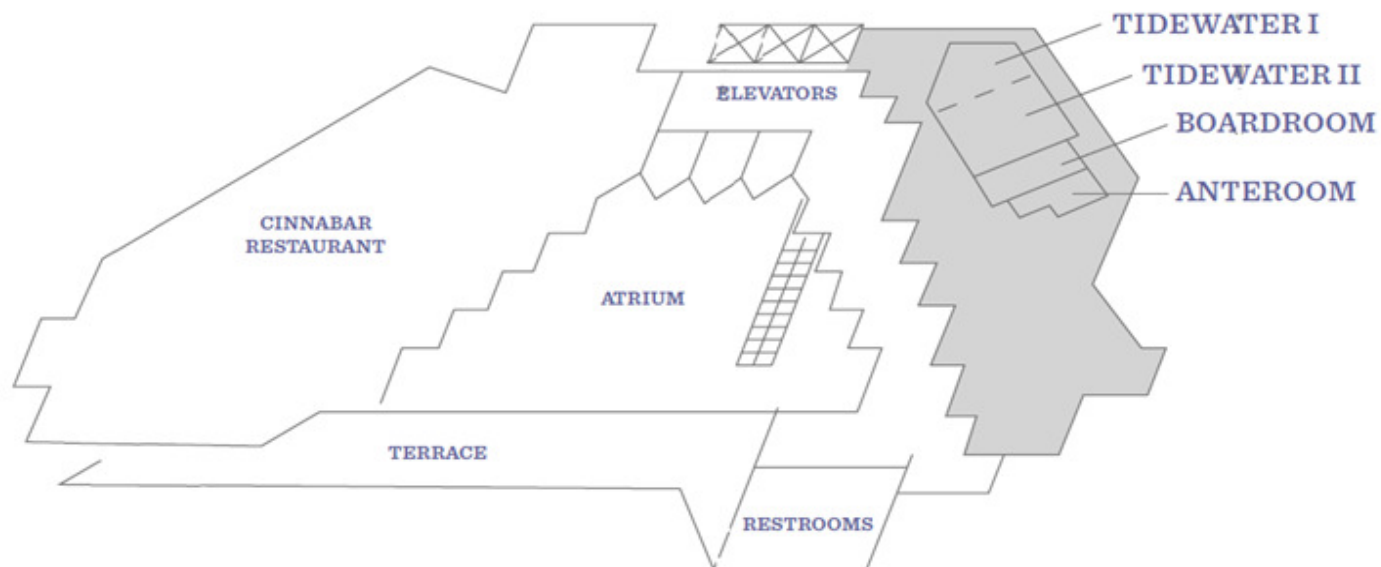 TIDEWATER I
TIDEWATER II
ELEVATORS
BOARDROOM
ANTEROOM
CINNABAR
RESTAURANT
ATRIUM
TERRACE
RESTROOMS